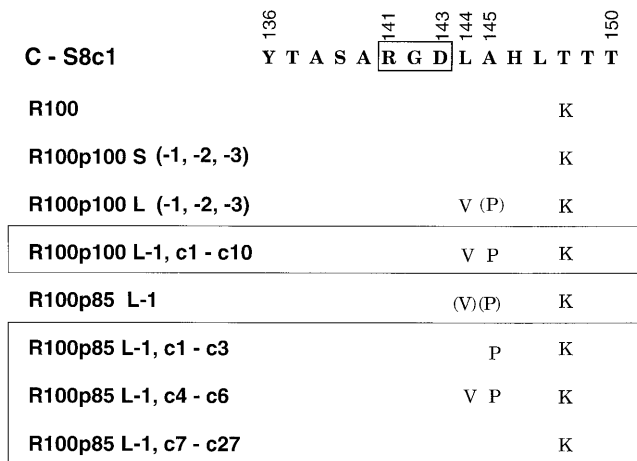 136 141 143 144 145 150
C - S8c1 Y T A S A R G D L A H L T T T
R100 K
R100p100 S (-1, -2, -3) K
R100p100 L (-1, -2, -3) V (P) K
R100p100 L-1, c1 - c10 V P K
R100p85 L-1 (V) (P) K
R100p85 L-1, c1 - c3 P K
R100p85 L-1, c4 - c6 V P K
R100p85 L-1, c7 - c27 K